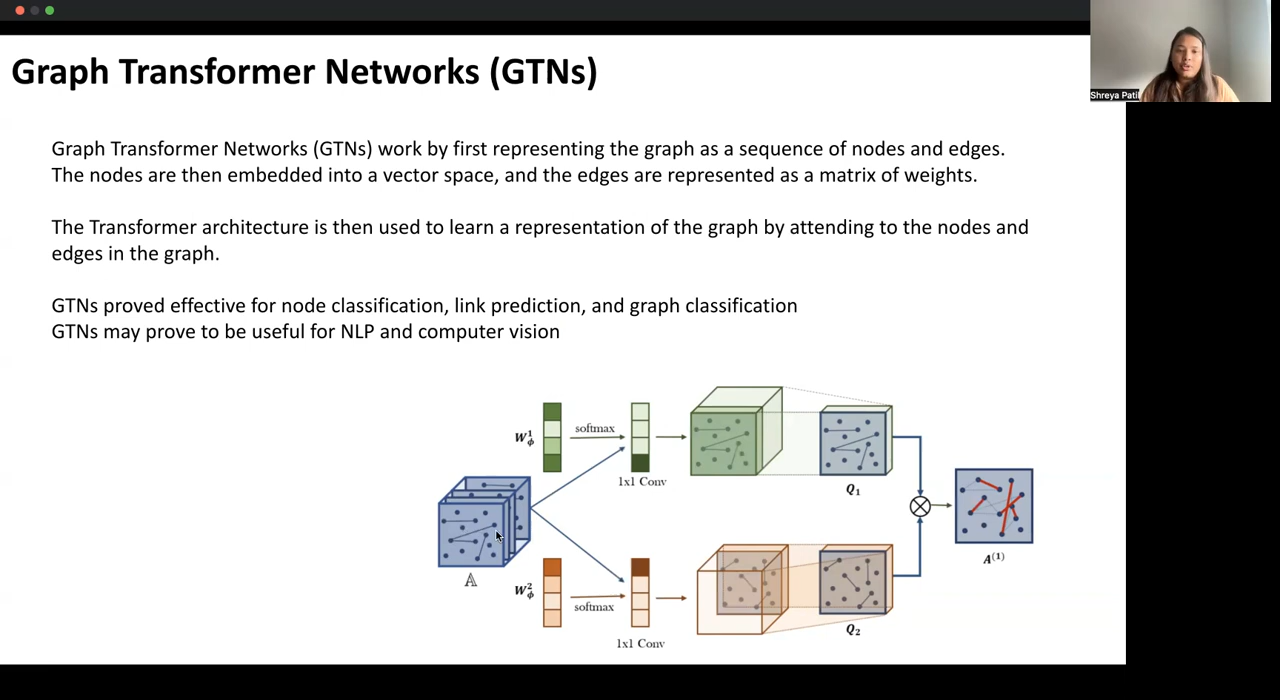 Graph Transformer Networks (GTNs)
Shreya Patil
Graph Transformer Networks (GTNs) work by first representing the graph as a sequence of nodes and edges.
The nodes are then embedded into a vector space, and the edges are represented as a matrix of weights.
The Transformer architecture is then used to learn a representation of the graph by attending to the nodes and
edges in the graph.
GTNs proved effective for node classification, link prediction, and graph classification
GTNs may prove to be useful for NLP and computer vision
W¹ᵩ
softmax
1x1 Conv
Q₁
𝔸
A⁽¹⁾
W²ᵩ
softmax
1x1 Conv
Q₂